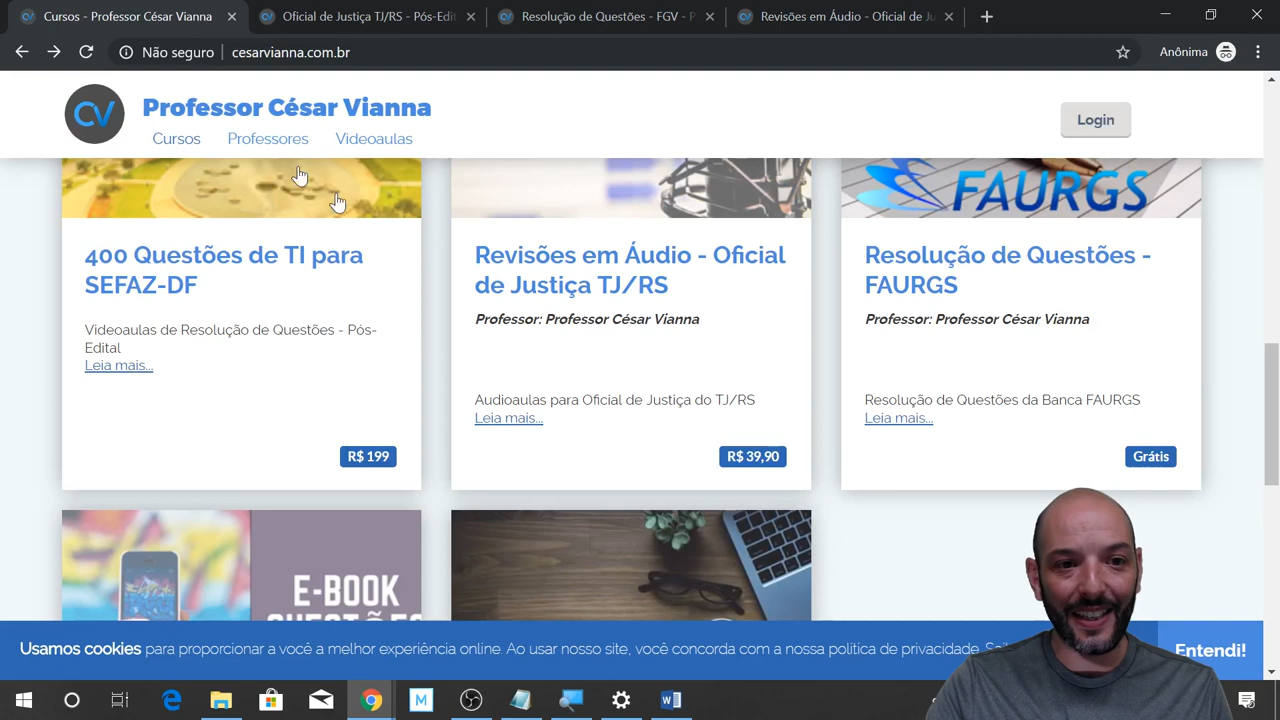 Cursos - Professor César Vianna
Oficial de Justiça TJ/RS - Pós-Edit
Resolução de Questões - FGV - P
Revisões em Áudio - Oficial de Ju
Não seguro
cesarvianna.com.br
Anônima
CV
Professor César Vianna
Cursos
Professores
Videoaulas
Login
FAURGS
400 Questões de TI para
SEFAZ-DF
Videoaulas de Resolução de Questões - Pós-
Edital
Leia mais...
R$ 199
Revisões em Áudio - Oficial
de Justiça TJ/RS
Professor: Professor César Vianna
Audioaulas para Oficial de Justiça do TJ/RS
Leia mais...
R$ 39,90
Resolução de Questões -
FAURGS
Professor: Professor César Vianna
Resolução de Questões da Banca FAURGS
Leia mais...
Grátis
E-BOOK
Usamos cookies para proporcionar a você a melhor experiência online. Ao usar nosso site, você concorda com a nossa política de privacidade.
Entendi!
M